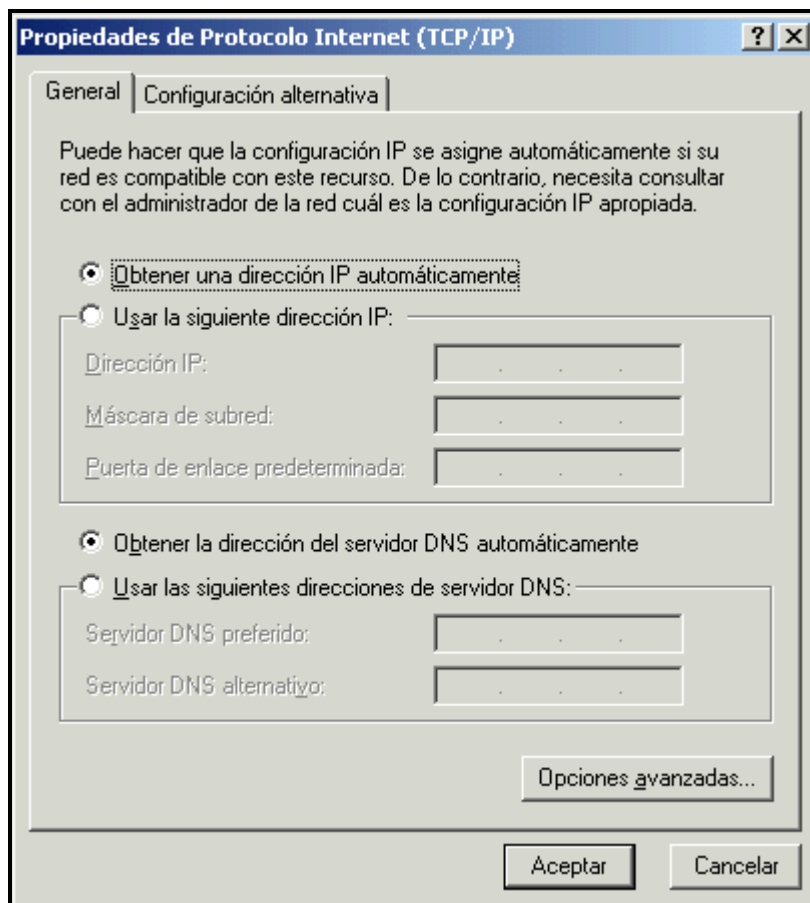 Propiedades de Protocolo Internet (TCP/IP)
General
Configuración alternativa
Puede hacer que la configuración IP se asigne automáticamente si su
red es compatible con este recurso. De lo contrario, necesita consultar
con el administrador de la red cuál es la configuración IP apropiada.
Obtener una dirección IP automáticamente
Usar la siguiente dirección IP:
Dirección IP:
Máscara de subred:
Puerta de enlace predeterminada:
Obtener la dirección del servidor DNS automáticamente
Usar las siguientes direcciones de servidor DNS:
Servidor DNS preferido:
Servidor DNS alternativo:
Opciones avanzadas...
Aceptar
Cancelar